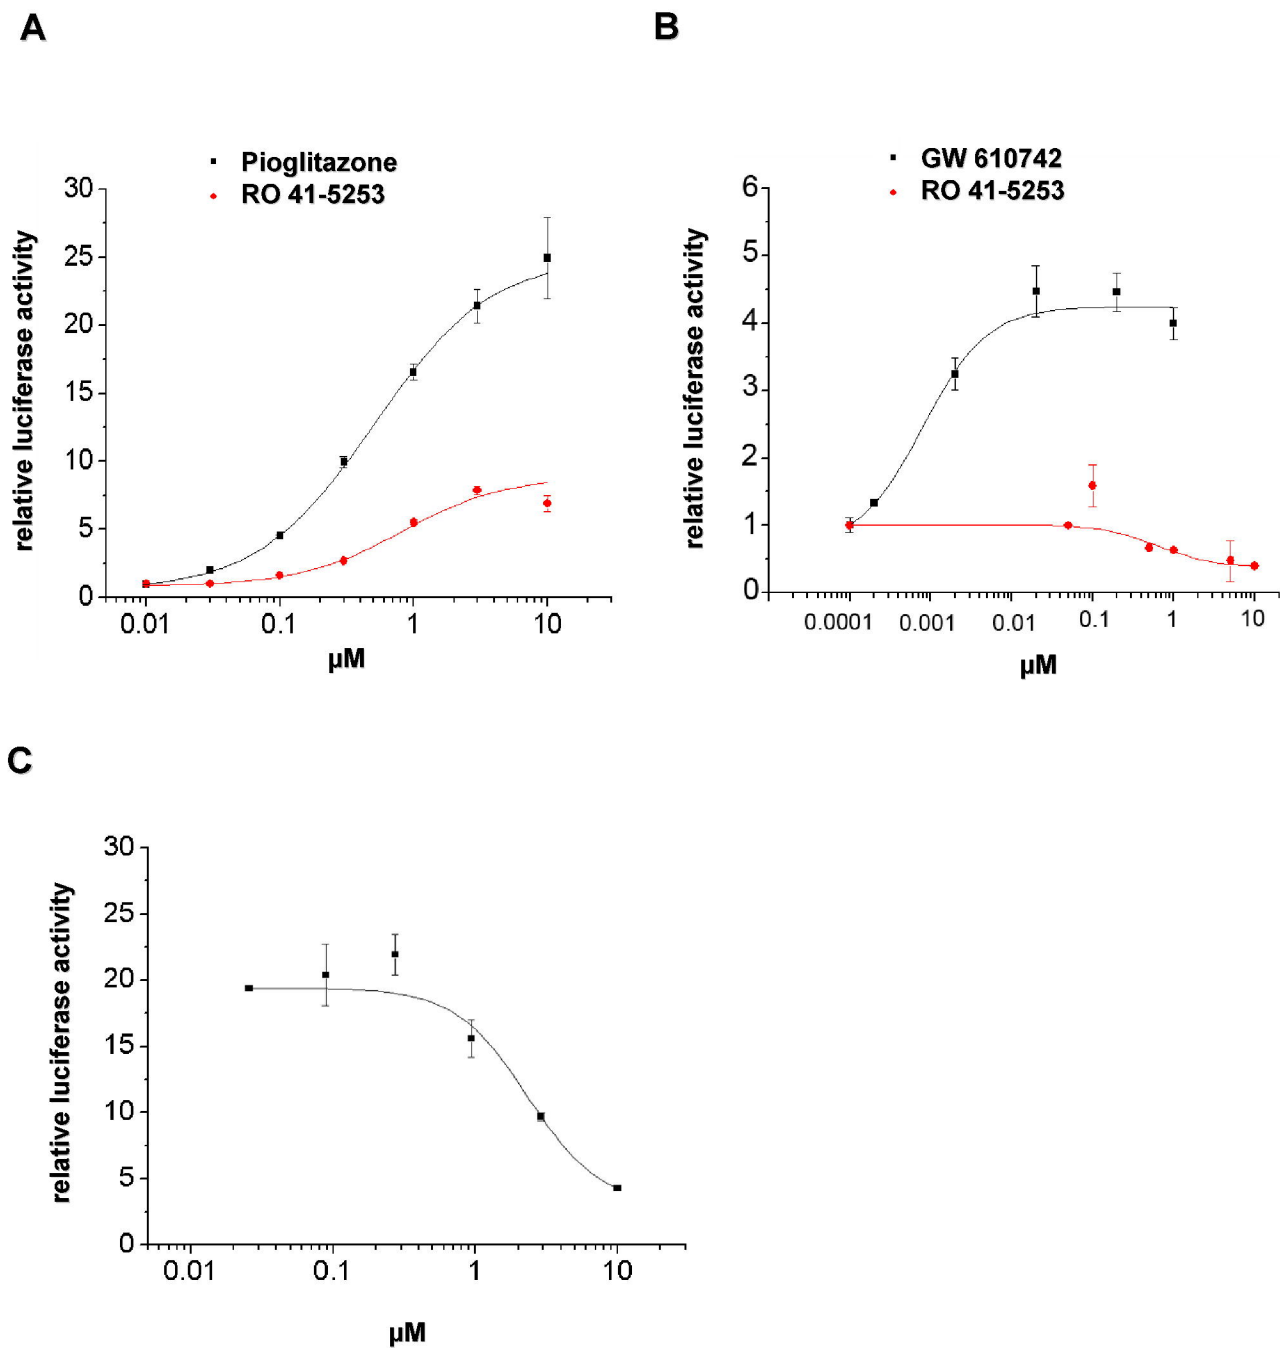 A
Pioglitazone
RO 41-5253
relative luciferase activity
30
25
20
15
10
5
0
0.01 0.1 1 10
µM
B
GW 610742
RO 41-5253
relative luciferase activity
6
5
4
3
2
1
0
0.0001 0.001 0.01 0.1 1 10
µM
C
relative luciferase activity
30
25
20
15
10
5
0
0.01 0.1 1 10
µM